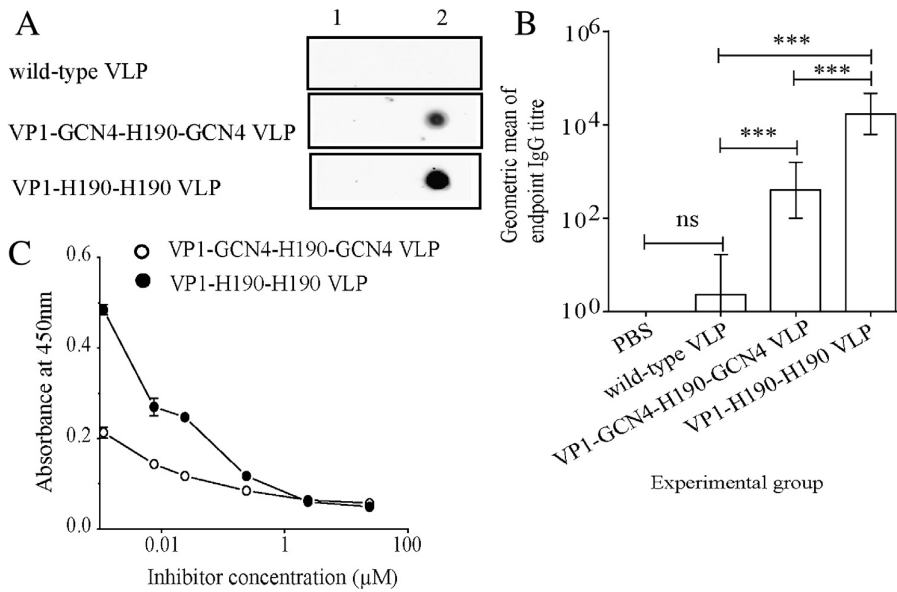 A
1 2
wild-type VLP
VP1-GCN4-H190-GCN4 VLP
VP1-H190-H190 VLP
B
Geometric mean of
endpoint IgG titre
10⁶
10⁴
10²
10⁰
***
***
***
ns
PBS
wild-type VLP
VP1-GCN4-H190-GCN4 VLP
VP1-H190-H190 VLP
Experimental group
C
VP1-GCN4-H190-GCN4 VLP
VP1-H190-H190 VLP
Absorbance at 450nm
0.6
0.4
0.2
0.0
0.01 1 100
Inhibitor concentration (µM)